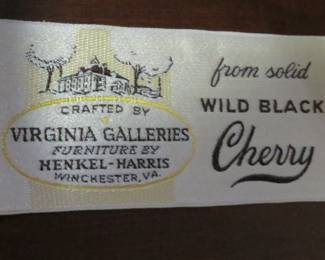 CRAFTED BY
VIRGINIA GALLERIES
FURNITURE BY
HENKEL-HARRIS
WINCHESTER, VA.
from solid
WILD BLACK
Cherry